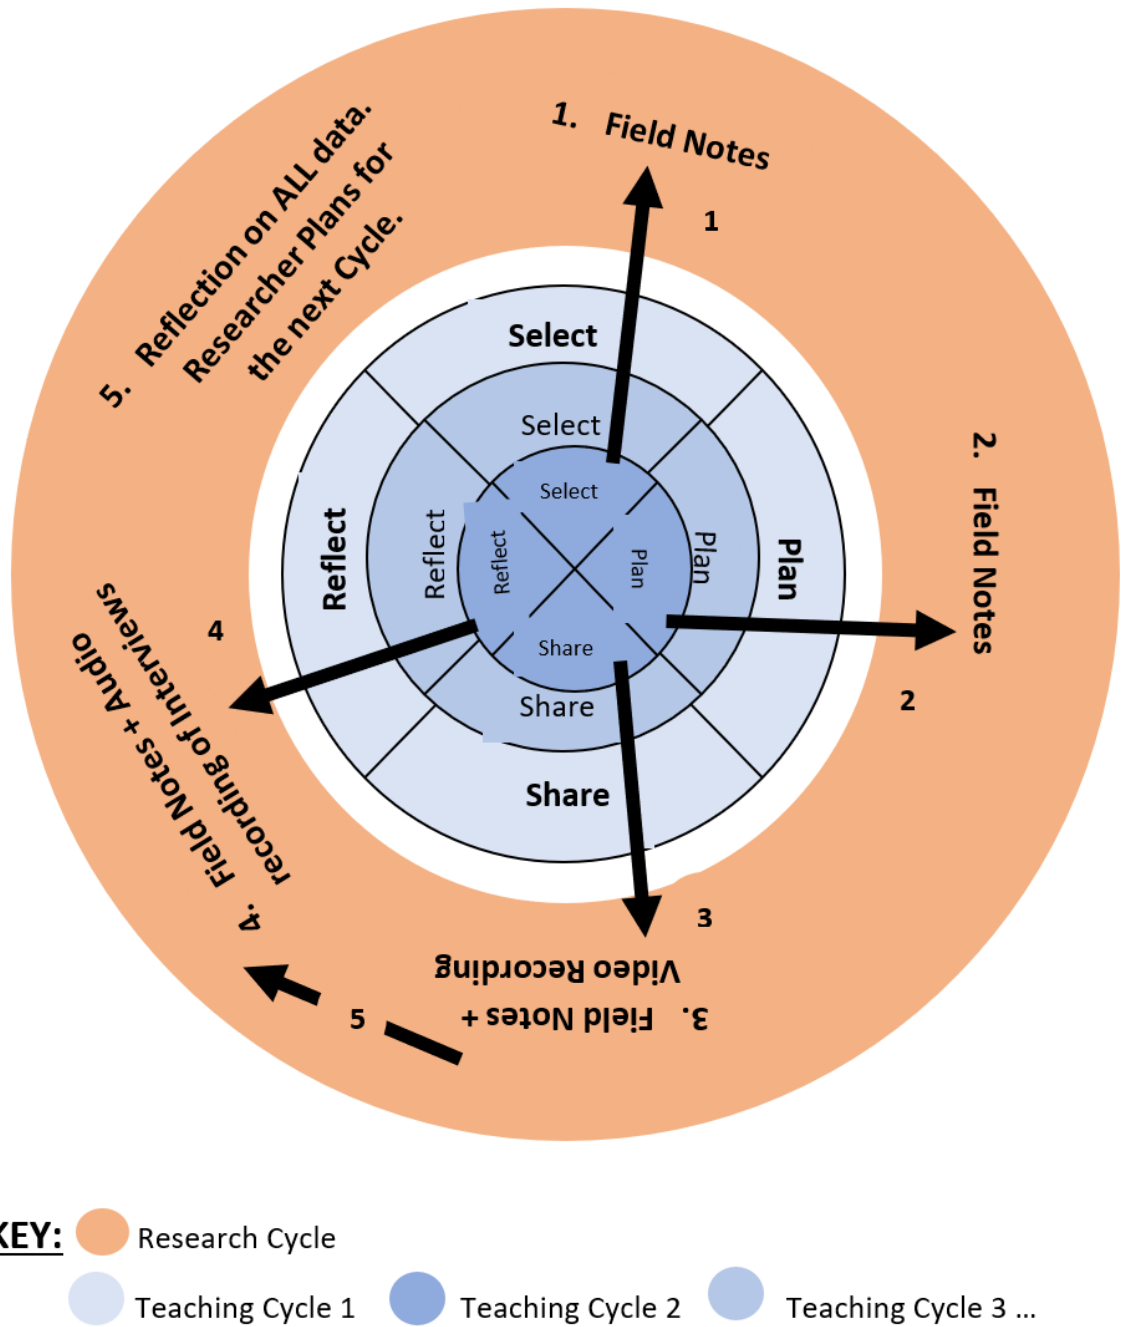 1. Field Notes
1
2. Field Notes
2
3. Field Notes +
Video Recording
3
4. Field Notes + Audio
recording of Interviews
4
5
5. Reflection on ALL data.
Researcher Plans for
the next Cycle.
Select
Select
Select
Plan
Plan
Plan
Share
Share
Share
Reflect
Reflect
Reflect
KEY:
Research Cycle
Teaching Cycle 1
Teaching Cycle 2
Teaching Cycle 3 ...